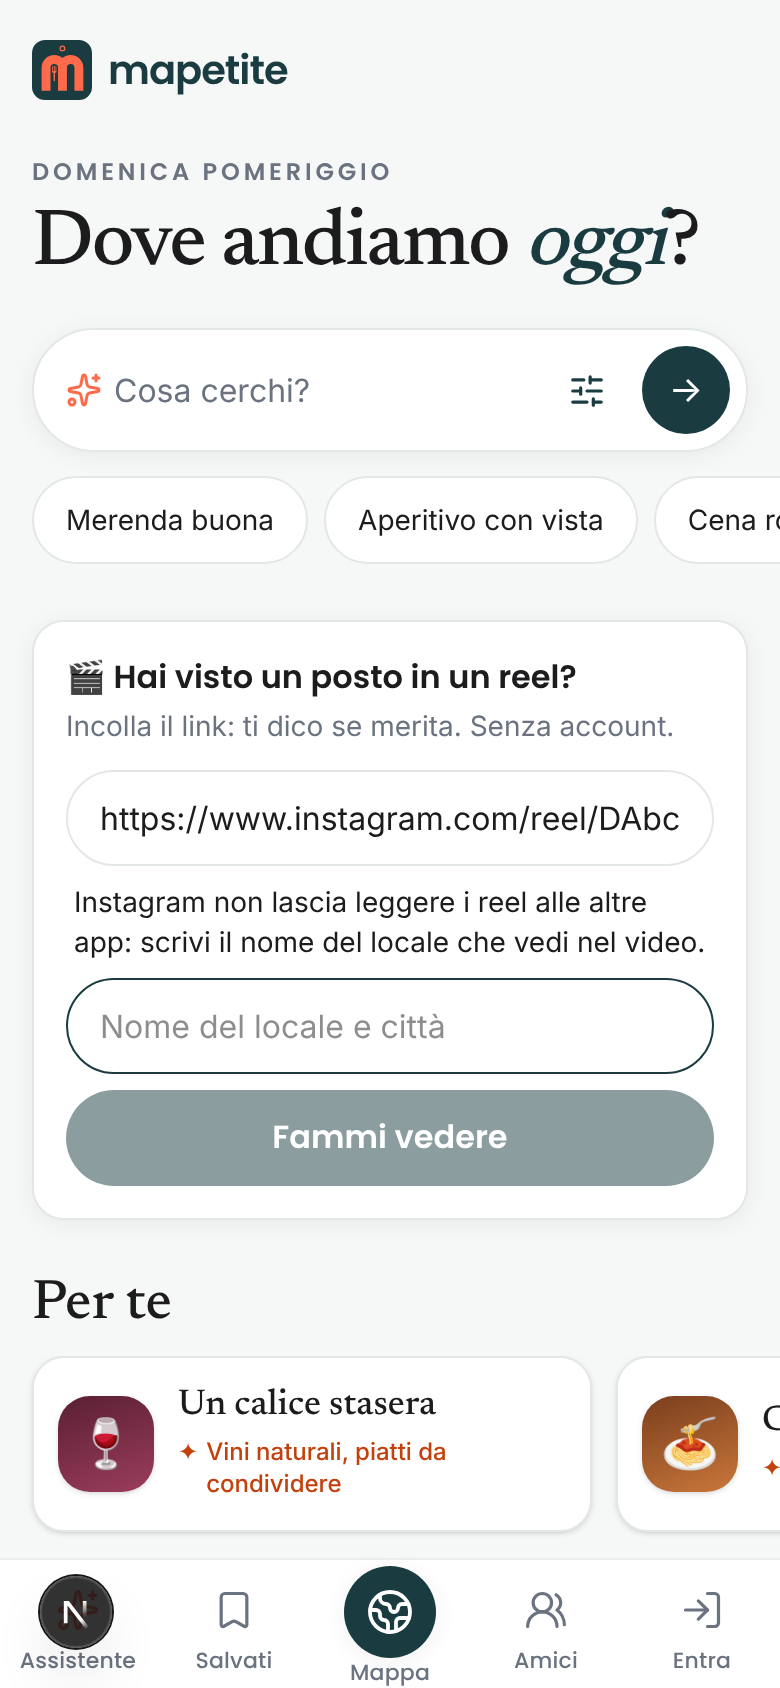 mapetite
DOMENICA POMERIGGIO
Dove andiamo oggi?
Cosa cerchi?
Merenda buona
Aperitivo con vista
Cena
🎬 Hai visto un posto in un reel?
Incolla il link: ti dico se merita. Senza account.
https://www.instagram.com/reel/DAbc
Instagram non lascia leggere i reel alle altre
app: scrivi il nome del locale che vedi nel video.
Nome del locale e città
Fammi vedere
Per te
Un calice stasera
✦ Vini naturali, piatti da
condividere
N
Assistente
Salvati
Mappa
Amici
Entra